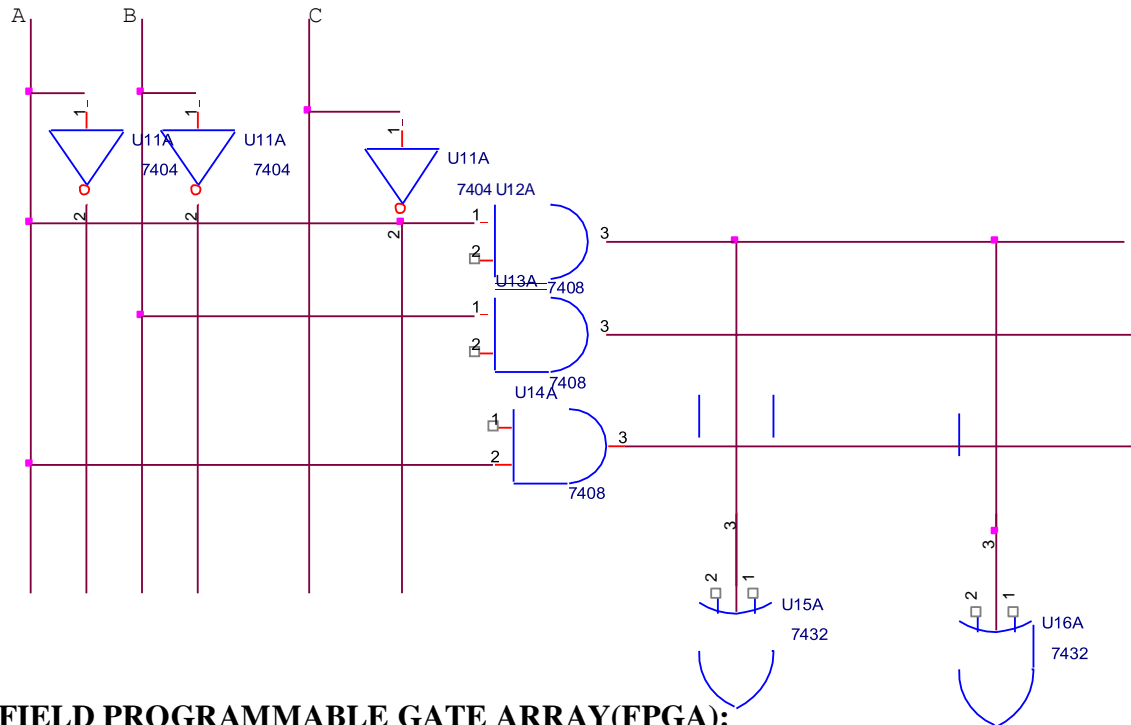 A B C
1 1
U11A U11A
1
7404 7404
U11A
7404 U12A
2 2
1
2
3
2
U13A 7408
1
3
2
7408
U14A
1
3
2
7408
3
3
2 1
U15A
2 1
7432
U16A
7432
FIELD PROGRAMMABLE GATE ARRAY(FPGA):